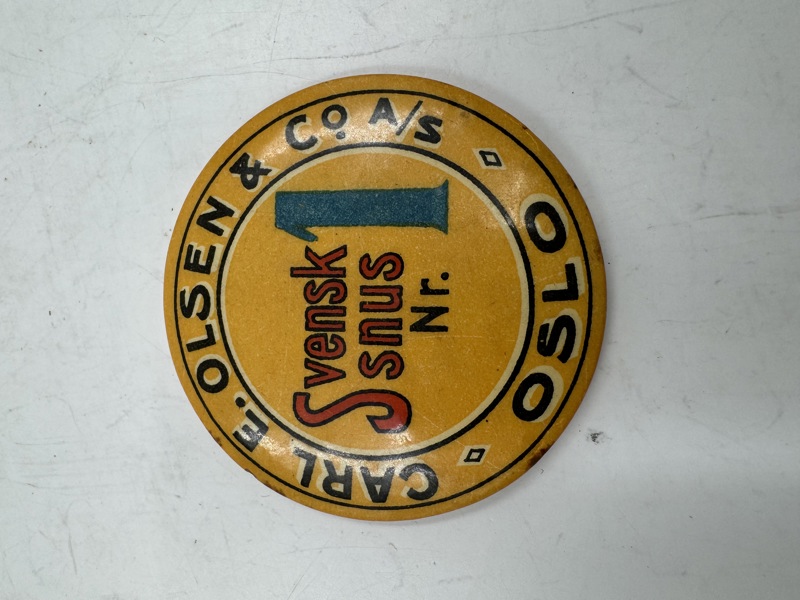 CARL E. OLSEN & Co A/S
Svensk
snus
Nr. 1
OSLO